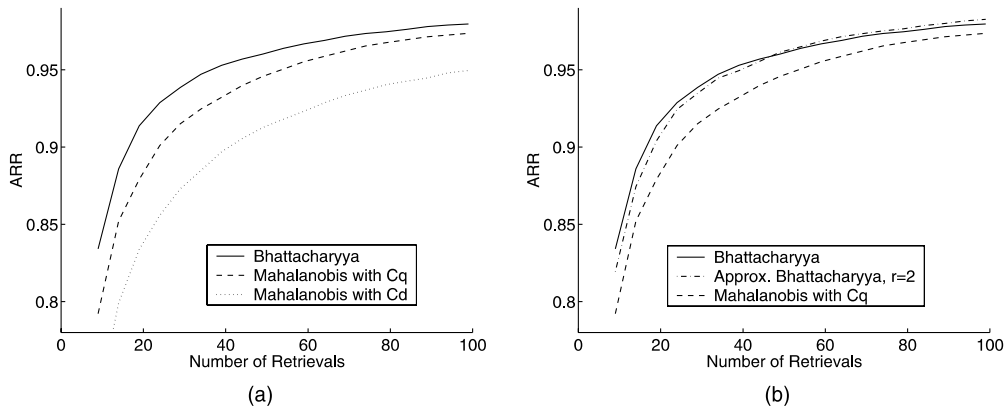 ARR
0.95
0.9
0.85
0.8
0 20 40 60 80 100
Number of Retrievals
Bhattacharyya
Mahalanobis with Cq
Mahalanobis with Cd
(a)
ARR
0.95
0.9
0.85
0.8
0 20 40 60 80 100
Number of Retrievals
Bhattacharyya
Approx. Bhattacharyya, r=2
Mahalanobis with Cq
(b)